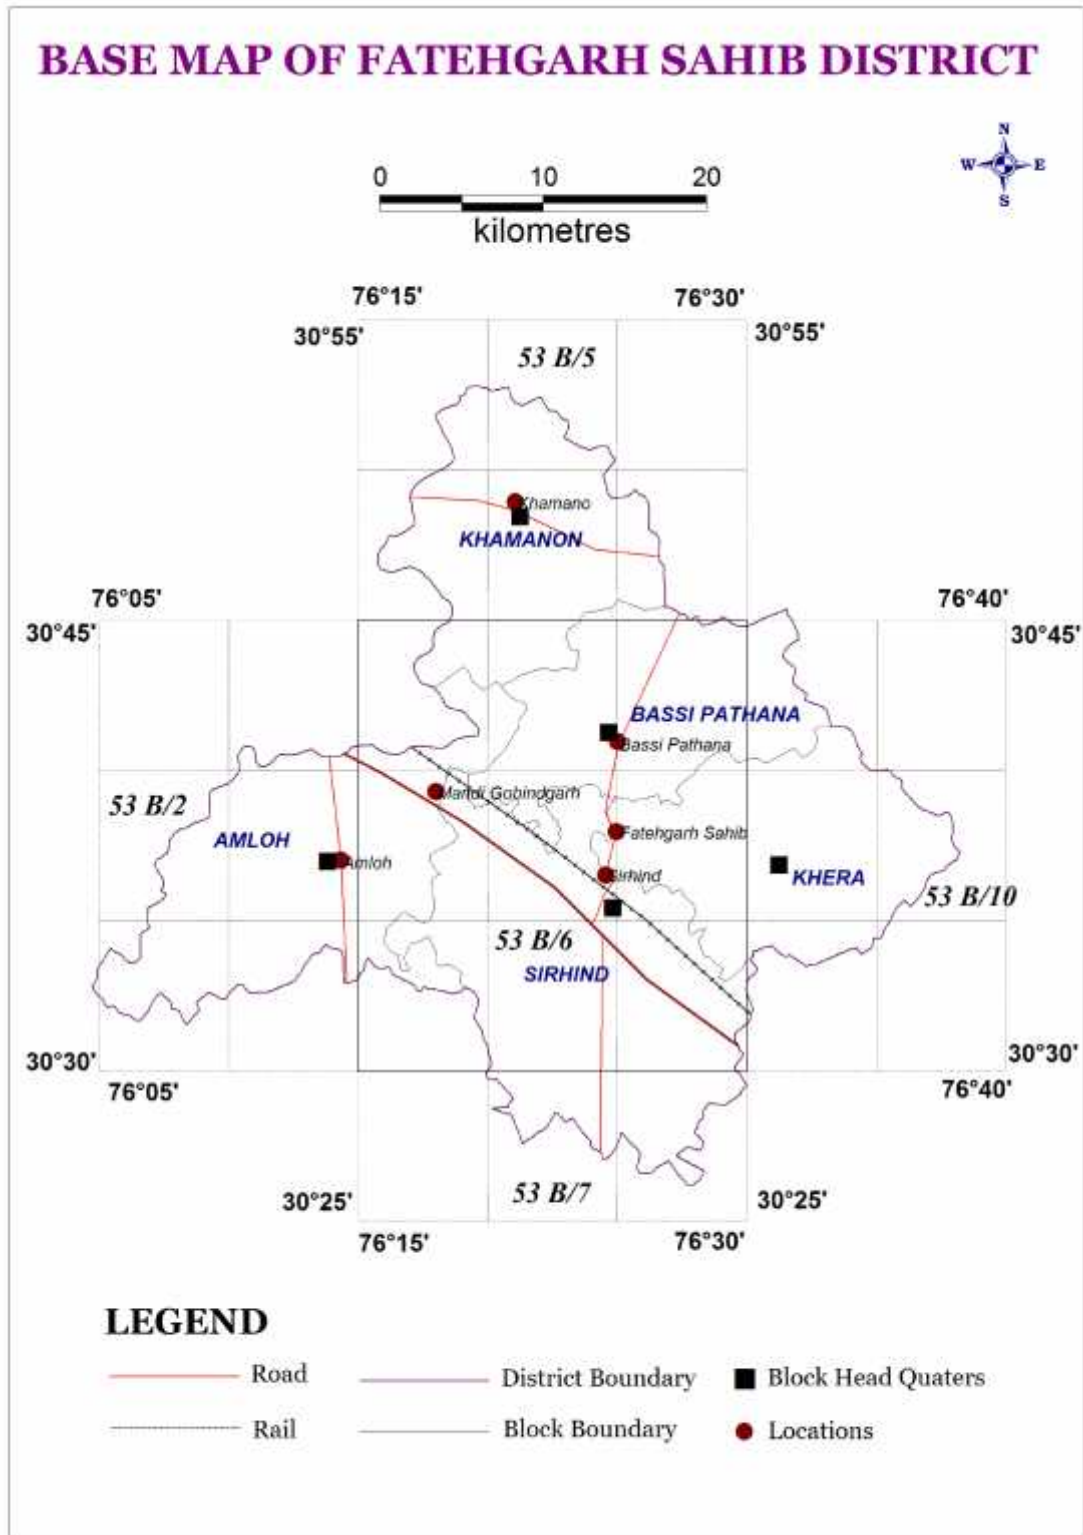 BASE MAP OF FATEHGARH SAHIB DISTRICT
N
W E
S
0 10 20
kilometres
76°15' 76°30'
30°55' 30°55'
53 B/5
Khamano
KHAMANON
76°05' 76°40'
30°45' 30°45'
BASSI PATHANA
Bassi Pathana
Mandi Gobindgarh
53 B/2
Fatehgarh Sahib
AMLOH
Amloh
Sirhind
KHERA
53 B/10
53 B/6
SIRHIND
30°30' 30°30'
76°05' 76°40'
53 B/7
30°25' 30°25'
76°15' 76°30'
LEGEND
Road District Boundary Block Head Quaters
Rail Block Boundary Locations